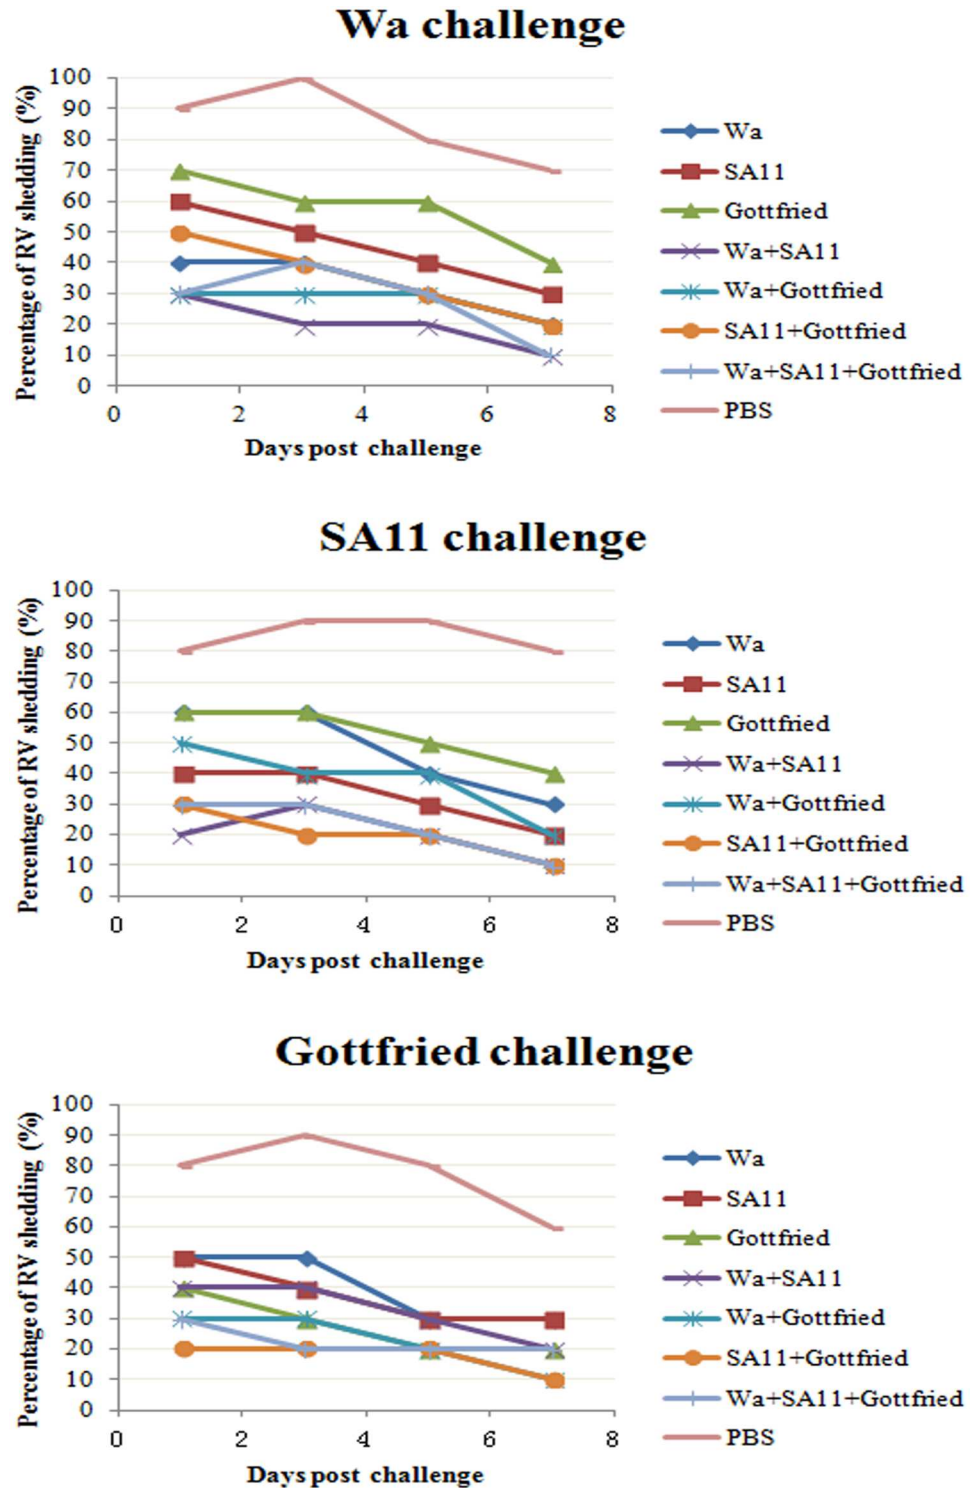 Wa challenge
Percentage of RV shedding (%)
100
90
80
70
60
50
40
30
20
10
0
0 2 4 6 8
Days post challenge
Wa
SA11
Gottfried
Wa+SA11
Wa+Gottfried
SA11+Gottfried
Wa+SA11+Gottfried
PBS
SA11 challenge
Percentage of RV shedding (%)
100
90
80
70
60
50
40
30
20
10
0
0 2 4 6 8
Days post challenge
Wa
SA11
Gottfried
Wa+SA11
Wa+Gottfried
SA11+Gottfried
Wa+SA11+Gottfried
PBS
Gottfried challenge
Percentage of RV shedding (%)
100
90
80
70
60
50
40
30
20
10
0
0 2 4 6 8
Days post challenge
Wa
SA11
Gottfried
Wa+SA11
Wa+Gottfried
SA11+Gottfried
Wa+SA11+Gottfried
PBS